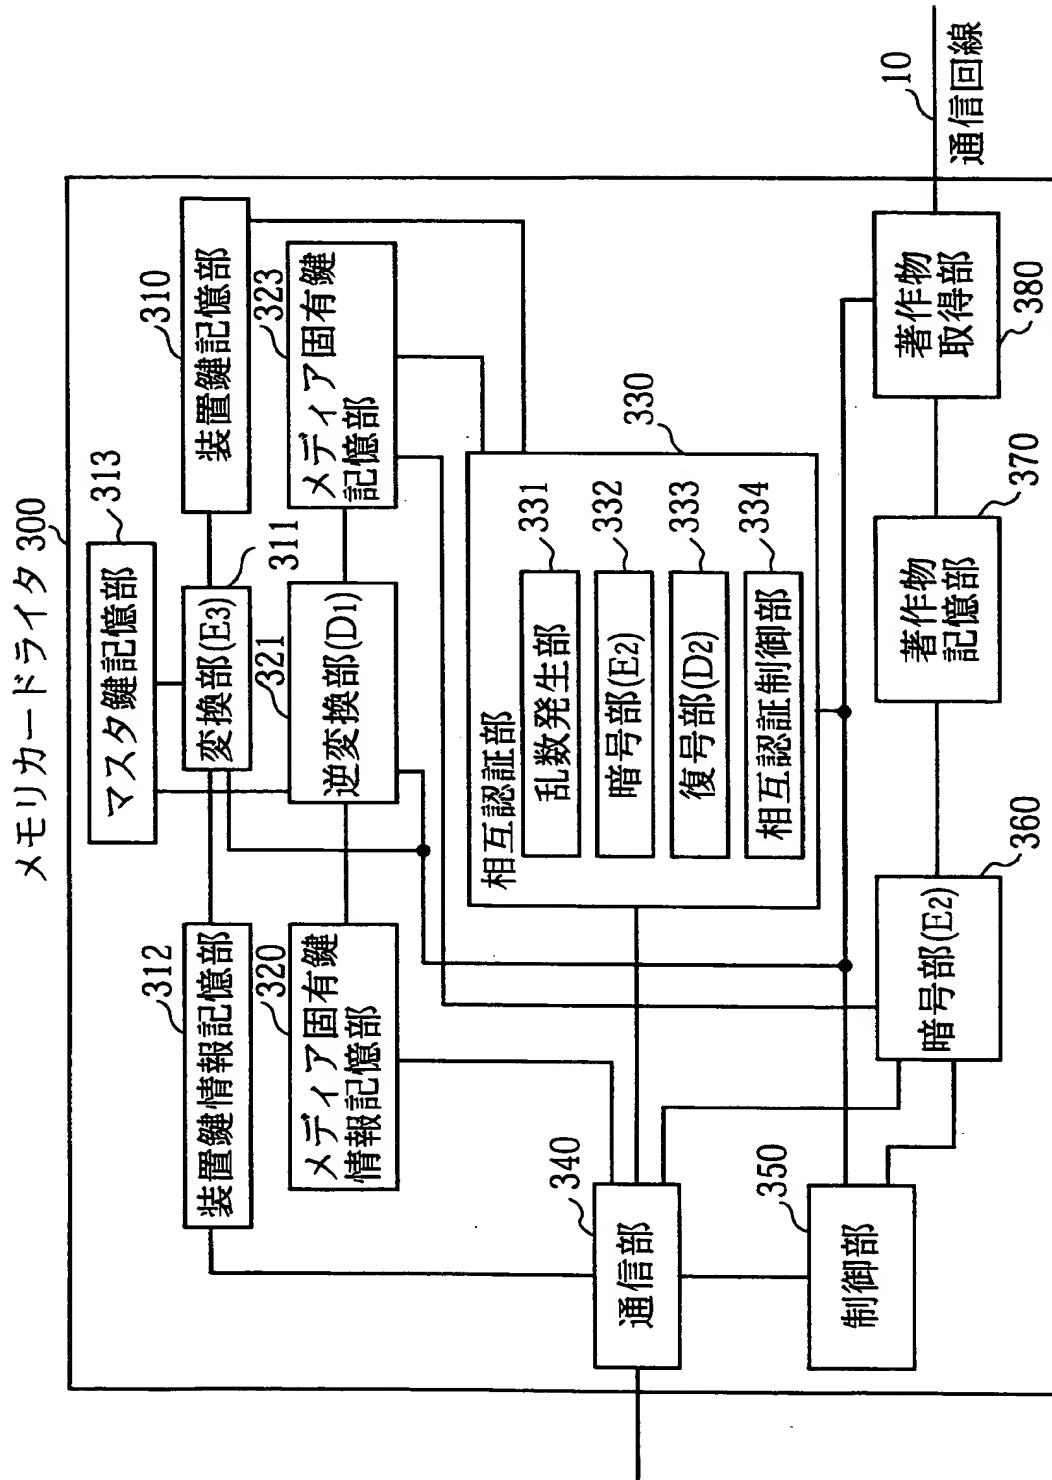 メモリカードライタ 300
マスタ鍵記憶部
313
装置鍵情報記憶部
312
変換部(E3)
311
装置鍵記憶部
310
メディア固有鍵
情報記憶部
320
逆変換部(D1)
321
メディア固有鍵
記憶部
323
相互認証部
330
乱数発生部
331
暗号部(E2)
332
復号部(D2)
333
相互認証制御部
334
通信部
340
制御部
350
暗号部(E2)
360
著作物
記憶部
370
著作物
取得部
380
10
通信回線